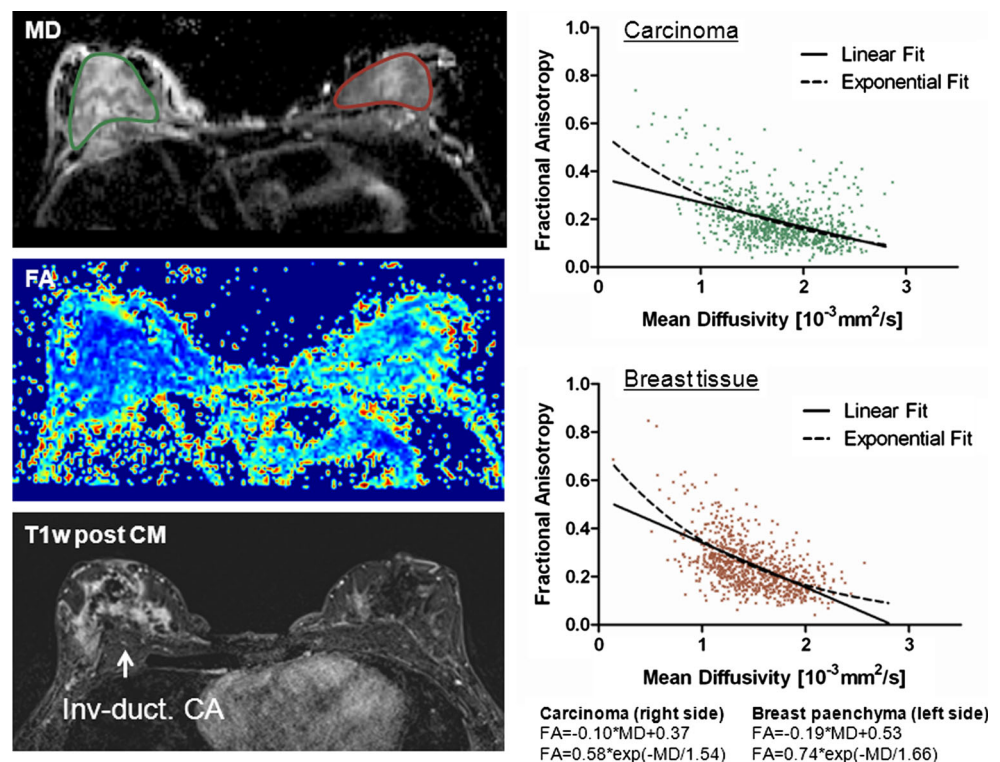 MD
FA
T1w post CM
Inv-duct. CA
Carcinoma
Linear Fit
Exponential Fit
1.0
0.8
0.6
0.4
0.2
0.0
Fractional Anisotropy
1
2
3
Mean Diffusivity [10⁻³mm²/s]
Breast tissue
Linear Fit
Exponential Fit
1.0
0.8
0.6
0.4
0.2
0.0
Fractional Anisotropy
0
1
2
3
Mean Diffusivity [10⁻³mm²/s]
Carcinoma (right side)
FA=-0.10*MD+0.37
FA=0.58*exp(-MD/1.54)
Breast paenchyma (left side)
FA=-0.19*MD+0.53
FA=0.74*exp(-MD/1.66)